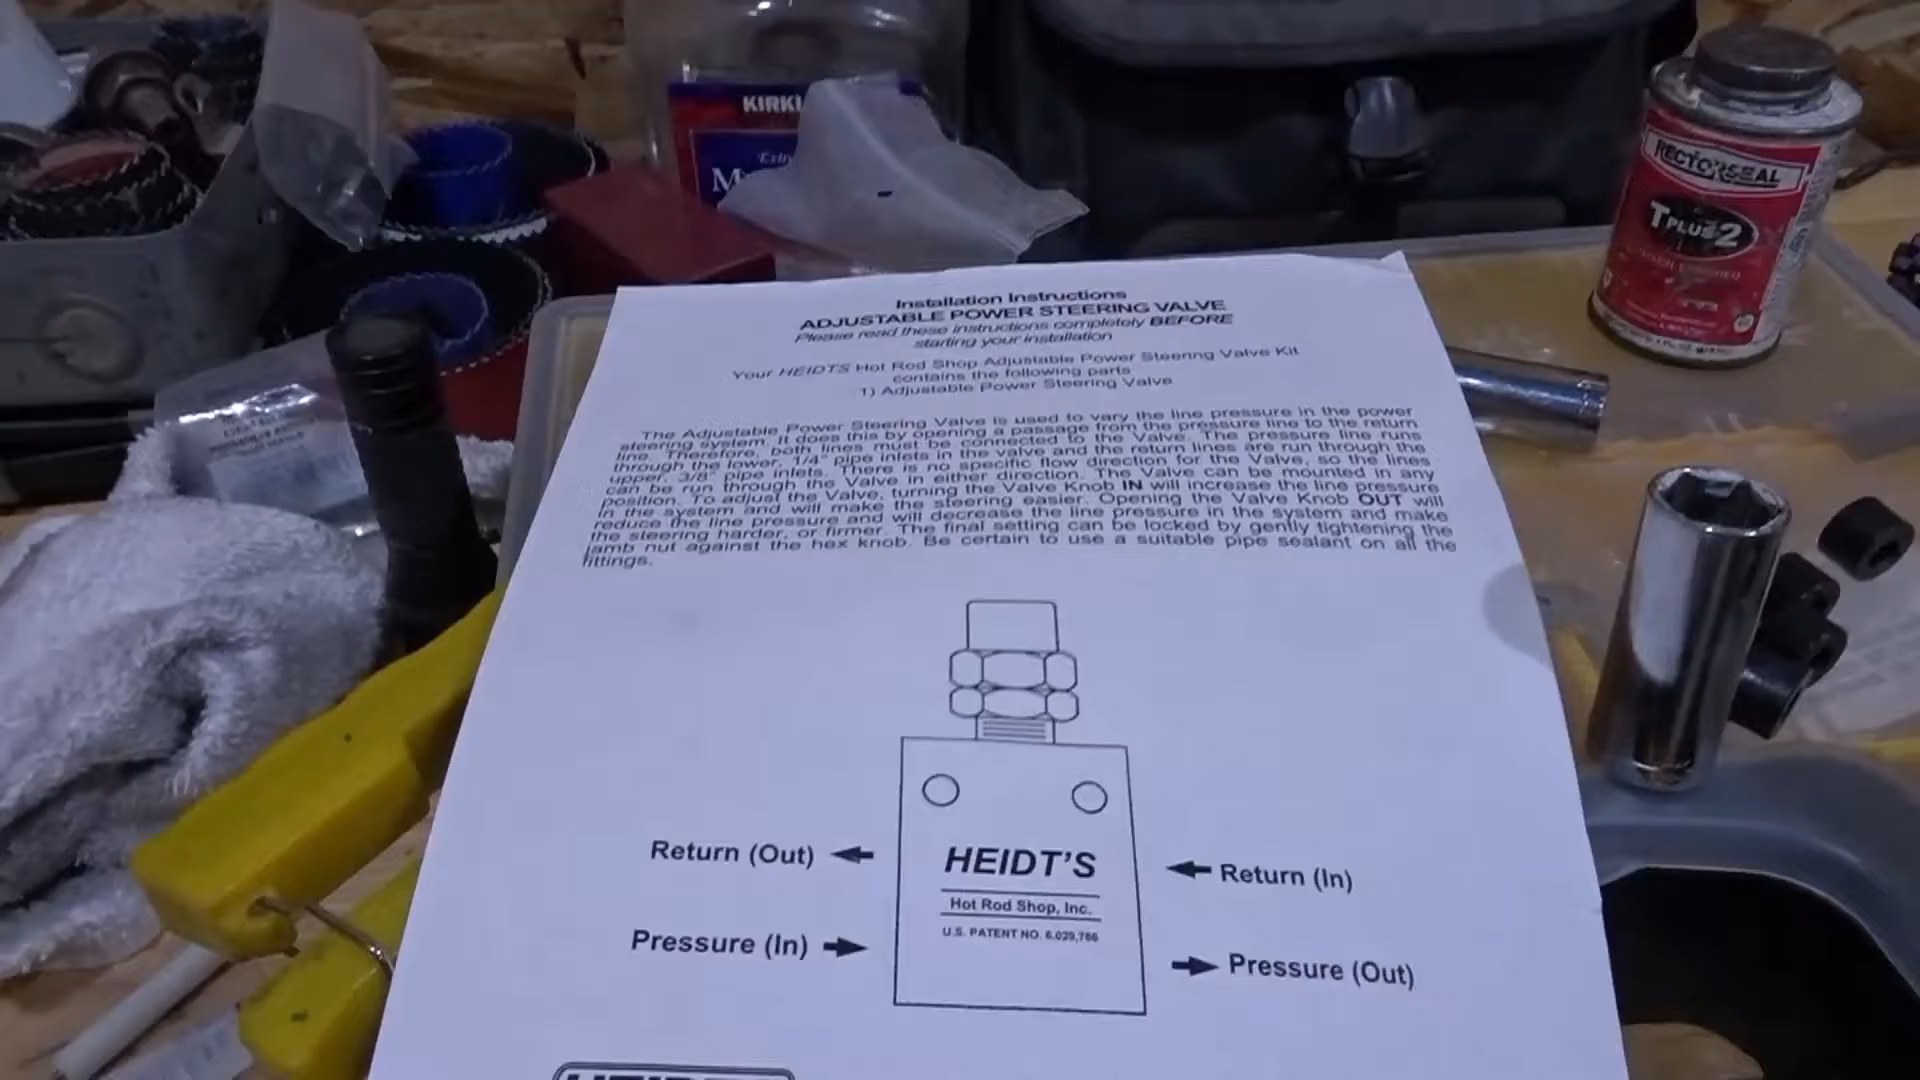 KIRKL
RECTORSEAL
T PLUS 2
Installation Instructions
ADJUSTABLE POWER STEERING VALVE
Please read these instructions completely BEFORE
starting your installation
Your HEIDTS Hot Rod Shop Adjustable Power Steering Valve Kit
contains the following parts
1) Adjustable Power Steering Valve
The Adjustable Power Steering Valve is used to vary the line pressure in the power
steering system. It does this by opening a passage from the pressure line to the return
line. Therefore, both lines must be connected to the Valve. The pressure line runs
through the lower, 1/4" pipe inlets in the valve and the return lines are run through the
upper, 3/8" pipe inlets. There is no specific flow direction for the Valve, so the lines
can be run through the Valve in either direction. The Valve can be mounted in any
position. To adjust the Valve, turning the Valve Knob IN will increase the line pressure
in the system and will make the steering easier. Opening the Valve Knob OUT will
reduce the line pressure and will decrease the line pressure in the system and make
the steering harder, or firmer. The final setting can be locked by gently tightening the
jamb nut against the hex knob. Be certain to use a suitable pipe sealant on all the
fittings.
Return (Out)
HEIDT'S
Return (In)
Hot Rod Shop, Inc.
U.S. PATENT NO. 6,029,766
Pressure (In)
Pressure (Out)